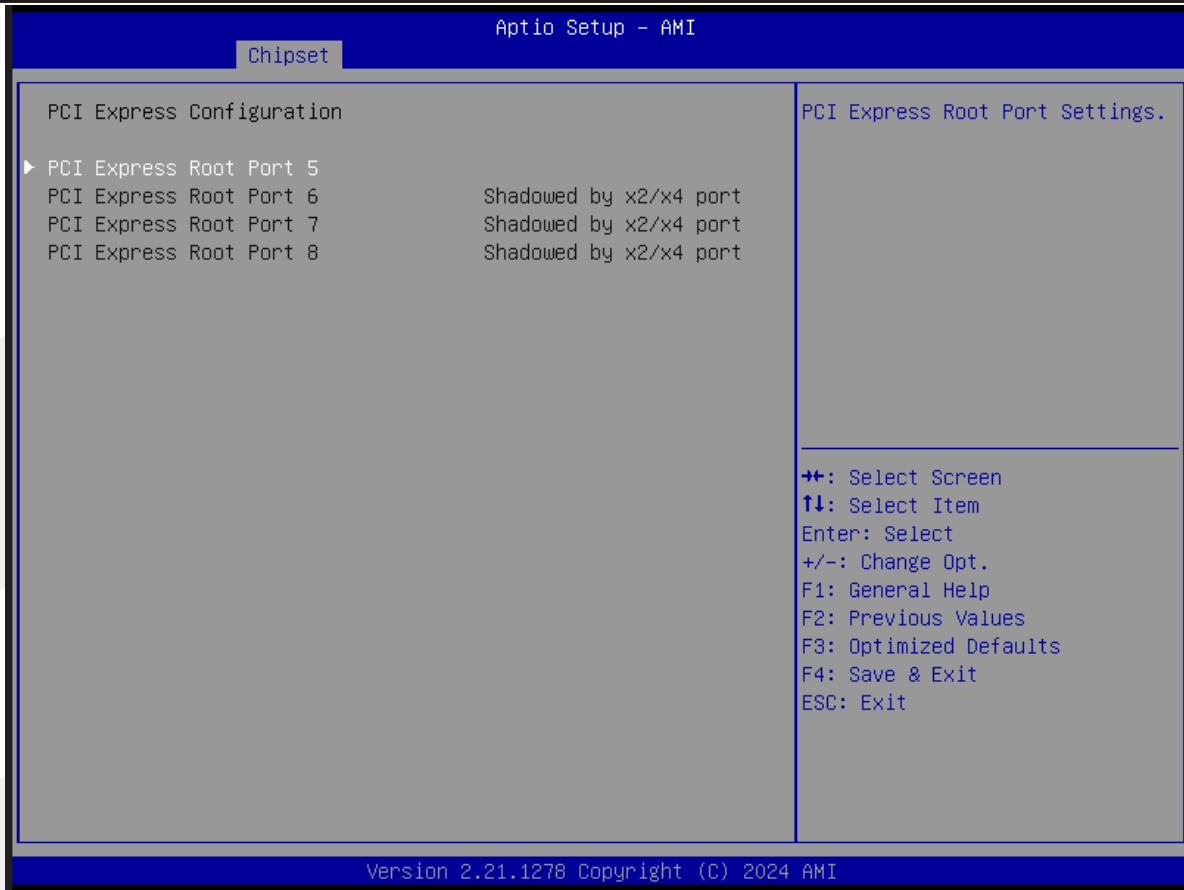 Aptio Setup - AMI
Chipset
PCI Express Configuration
PCI Express Root Port 5
PCI Express Root Port 6 Shadowed by x2/x4 port
PCI Express Root Port 7 Shadowed by x2/x4 port
PCI Express Root Port 8 Shadowed by x2/x4 port
PCI Express Root Port Settings.
→←: Select Screen
↑↓: Select Item
Enter: Select
+/-: Change Opt.
F1: General Help
F2: Previous Values
F3: Optimized Defaults
F4: Save & Exit
ESC: Exit
Version 2.21.1278 Copyright (C) 2024 AMI